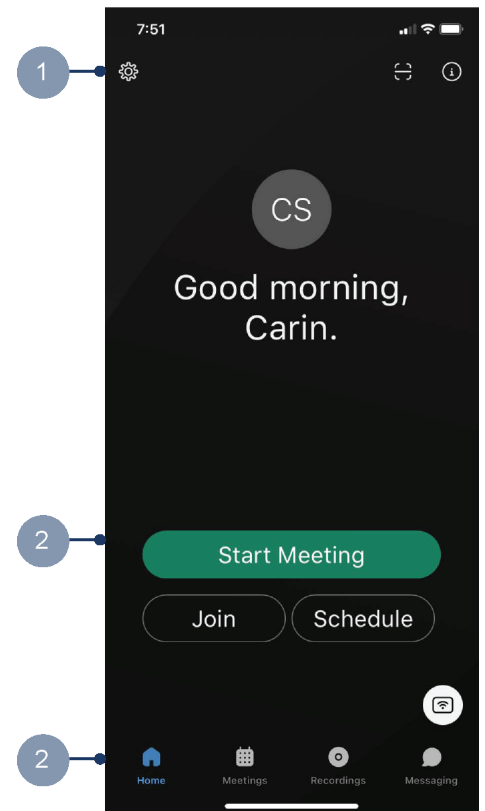 7:51
1
CS
Good morning,
Carin.
2
Start Meeting
Join Schedule
2
Home Meetings Recordings Messaging